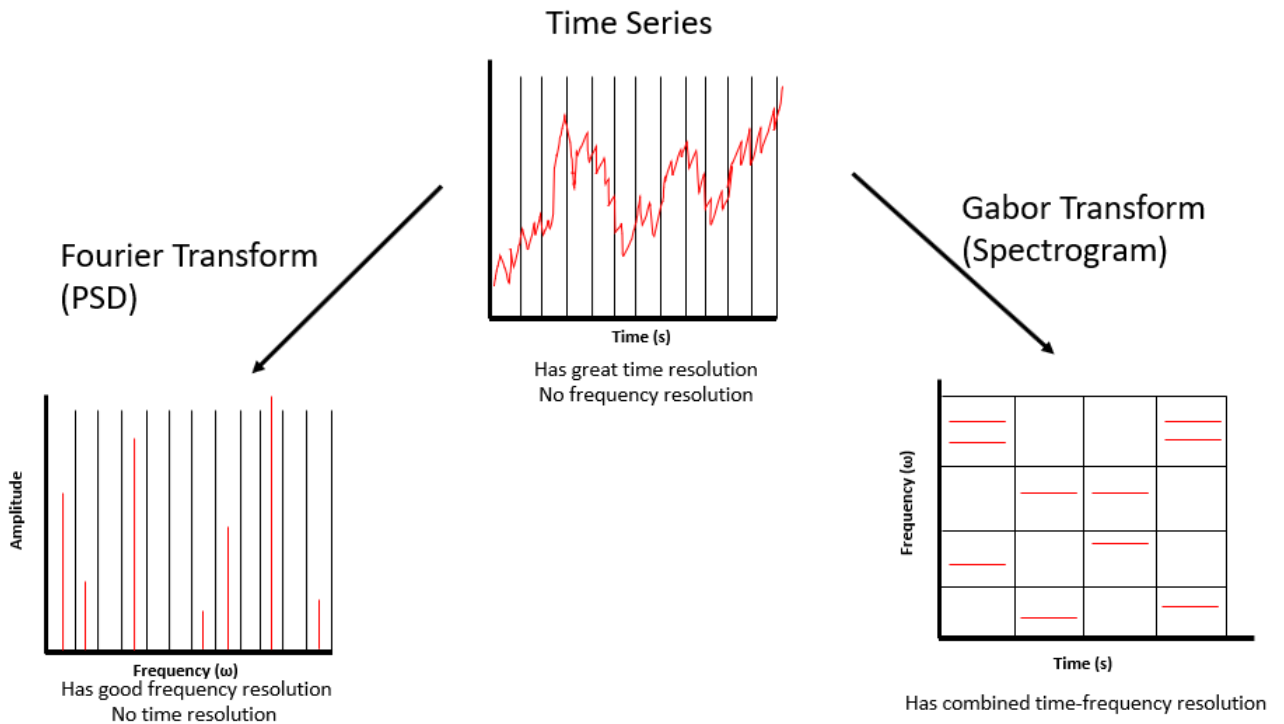 Time Series
Time (s)
Has great time resolution
No frequency resolution
Fourier Transform
(PSD)
Amplitude
Frequency (ω)
Has good frequency resolution
No time resolution
Gabor Transform
(Spectrogram)
Frequency (ω)
Time (s)
Has combined time-frequency resolution